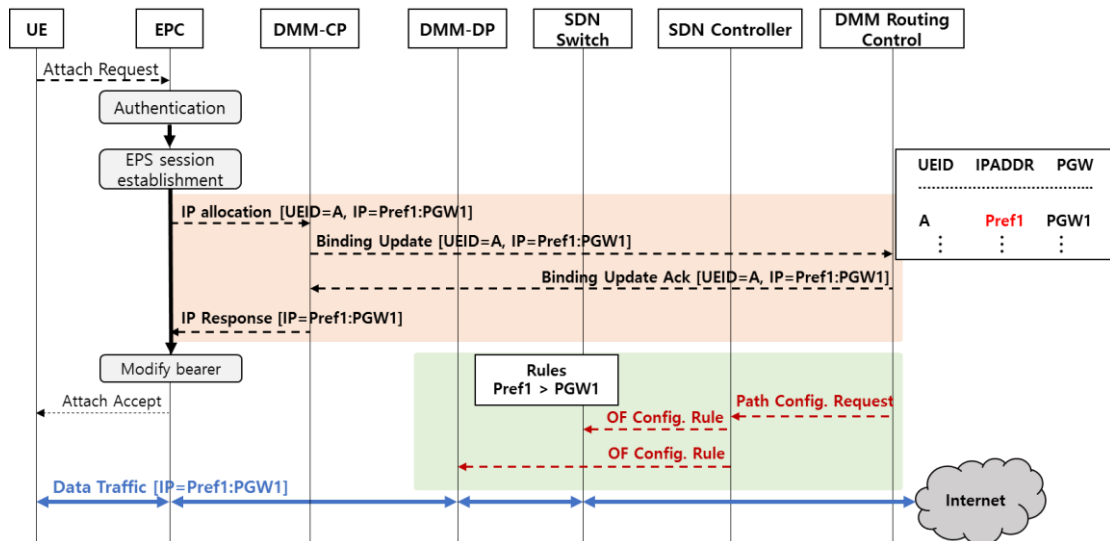 UE
EPC
DMM-CP
DMM-DP
SDN
Switch
SDN Controller
DMM Routing
Control
Attach Request
Authentication
EPS session
establishment
UEID IPADDR PGW
A Pref1 PGW1
IP allocation [UEID=A, IP=Pref1:PGW1]
Binding Update [UEID=A, IP=Pref1:PGW1]
Binding Update Ack [UEID=A, IP=Pref1:PGW1]
IP Response [IP=Pref1:PGW1]
Modify bearer
Rules
Pref1 > PGW1
Attach Accept
Path Config. Request
OF Config. Rule
OF Config. Rule
Data Traffic [IP=Pref1:PGW1]
Internet